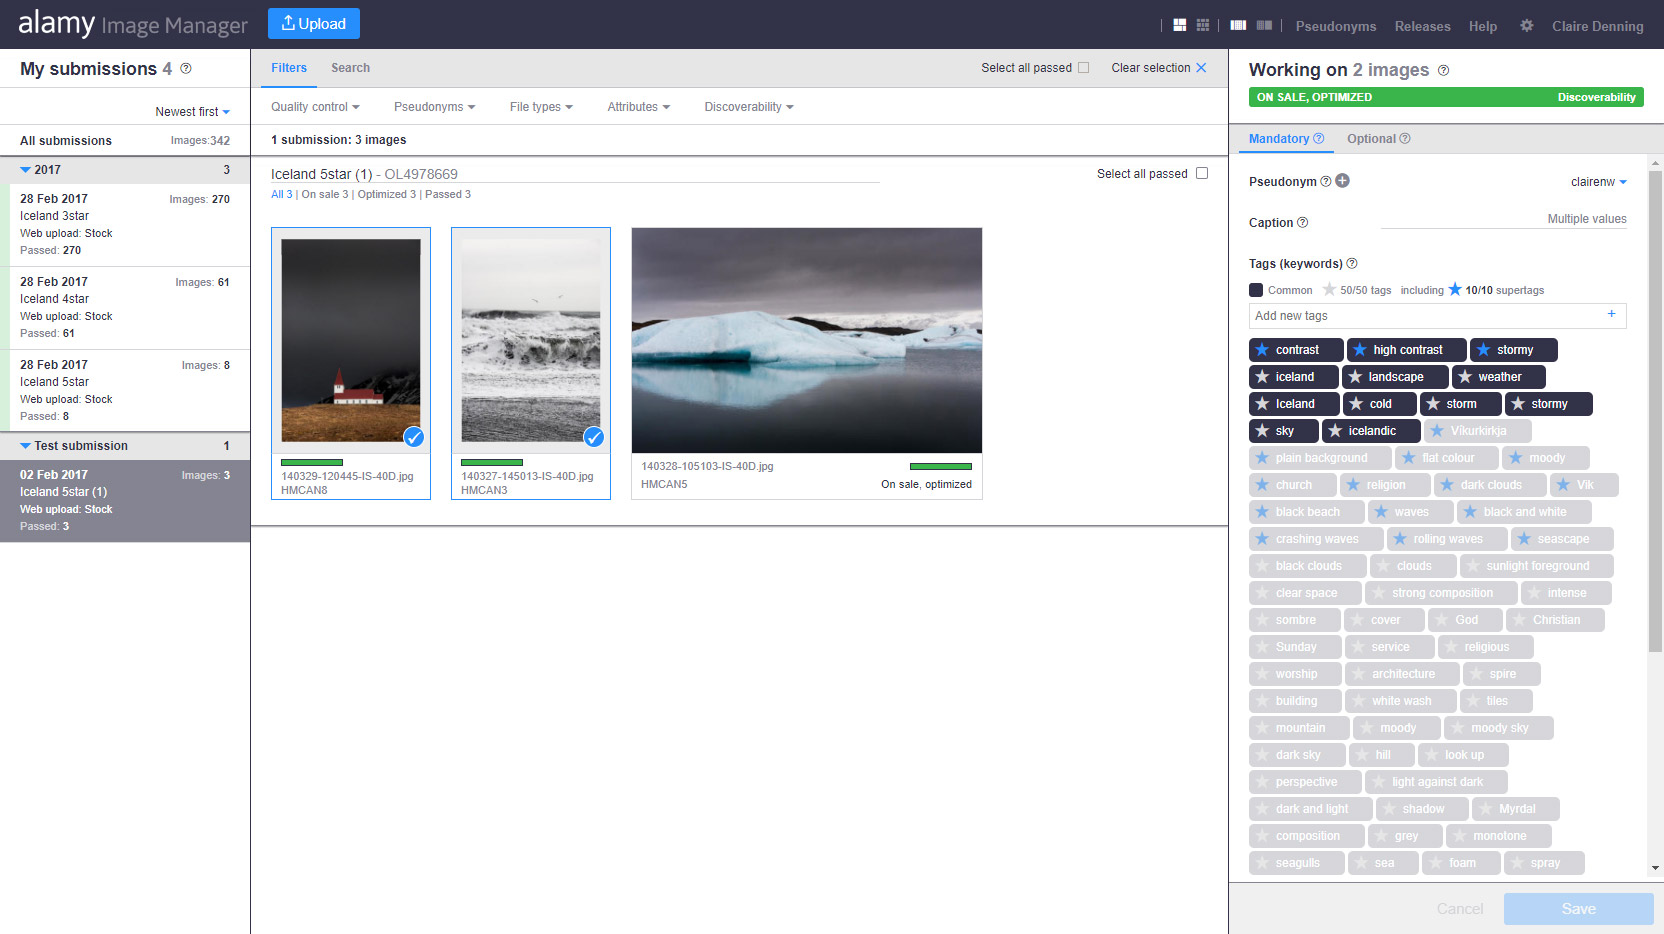 alamy Image Manager Upload Pseudonyms Releases Help Claire Denning
My submissions 4
Newest first
All submissions Images:342
2017 3
28 Feb 2017 Images: 270
Iceland 3star
Web upload: Stock
Passed: 270
28 Feb 2017 Images: 61
Iceland 4star
Web upload: Stock
Passed: 61
28 Feb 2017 Images: 8
Iceland 5star
Web upload: Stock
Passed: 8
Test submission 1
02 Feb 2017 Images: 3
Iceland 5star (1)
Web upload: Stock
Passed: 3
Filters Search Select all passed Clear selection
Quality control Pseudonyms File types Attributes Discoverability
1 submission: 3 images
Iceland 5star (1) - OL4978669 Select all passed
All 3 | On sale 3 | Optimized 3 | Passed 3
140329-120445-IS-40D.jpg
HMCAN8
140327-145013-IS-40D.jpg
HMCAN3
140328-105103-IS-40D.jpg
HMCAN5 On sale, optimized
Working on 2 images
ON SALE, OPTIMIZED Discoverability
Mandatory Optional
Pseudonym clairenw
Caption Multiple values
Tags (keywords)
Common 50/50 tags including 10/10 supertags
Add new tags +
contrast high contrast stormy
iceland landscape weather
Iceland cold storm stormy
sky icelandic Víkurkirkja
plain background flat colour moody
church religion dark clouds Vik
black beach waves black and white
crashing waves rolling waves seascape
black clouds clouds sunlight foreground
clear space strong composition intense
sombre cover God Christian
Sunday service religious
worship architecture spire
building white wash tiles
mountain moody moody sky
dark sky hill look up
perspective light against dark
dark and light shadow Myrdal
composition grey monotone
seagulls sea foam spray
Cancel Save